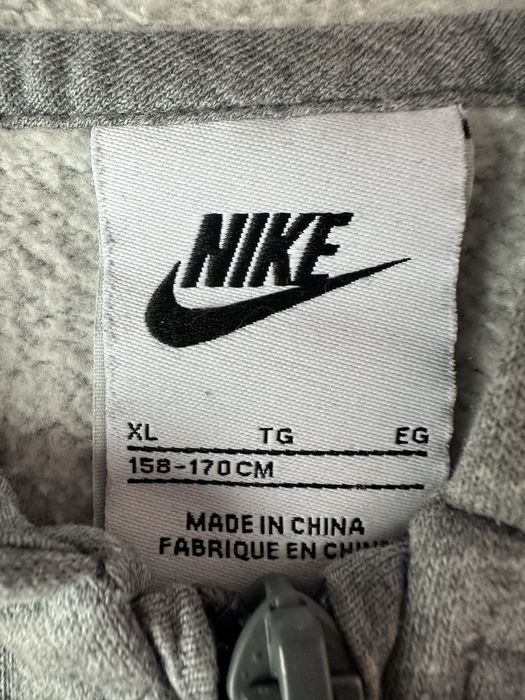 NIKE
XL TG EG
158-170CM
MADE IN CHINA
FABRIQUE EN